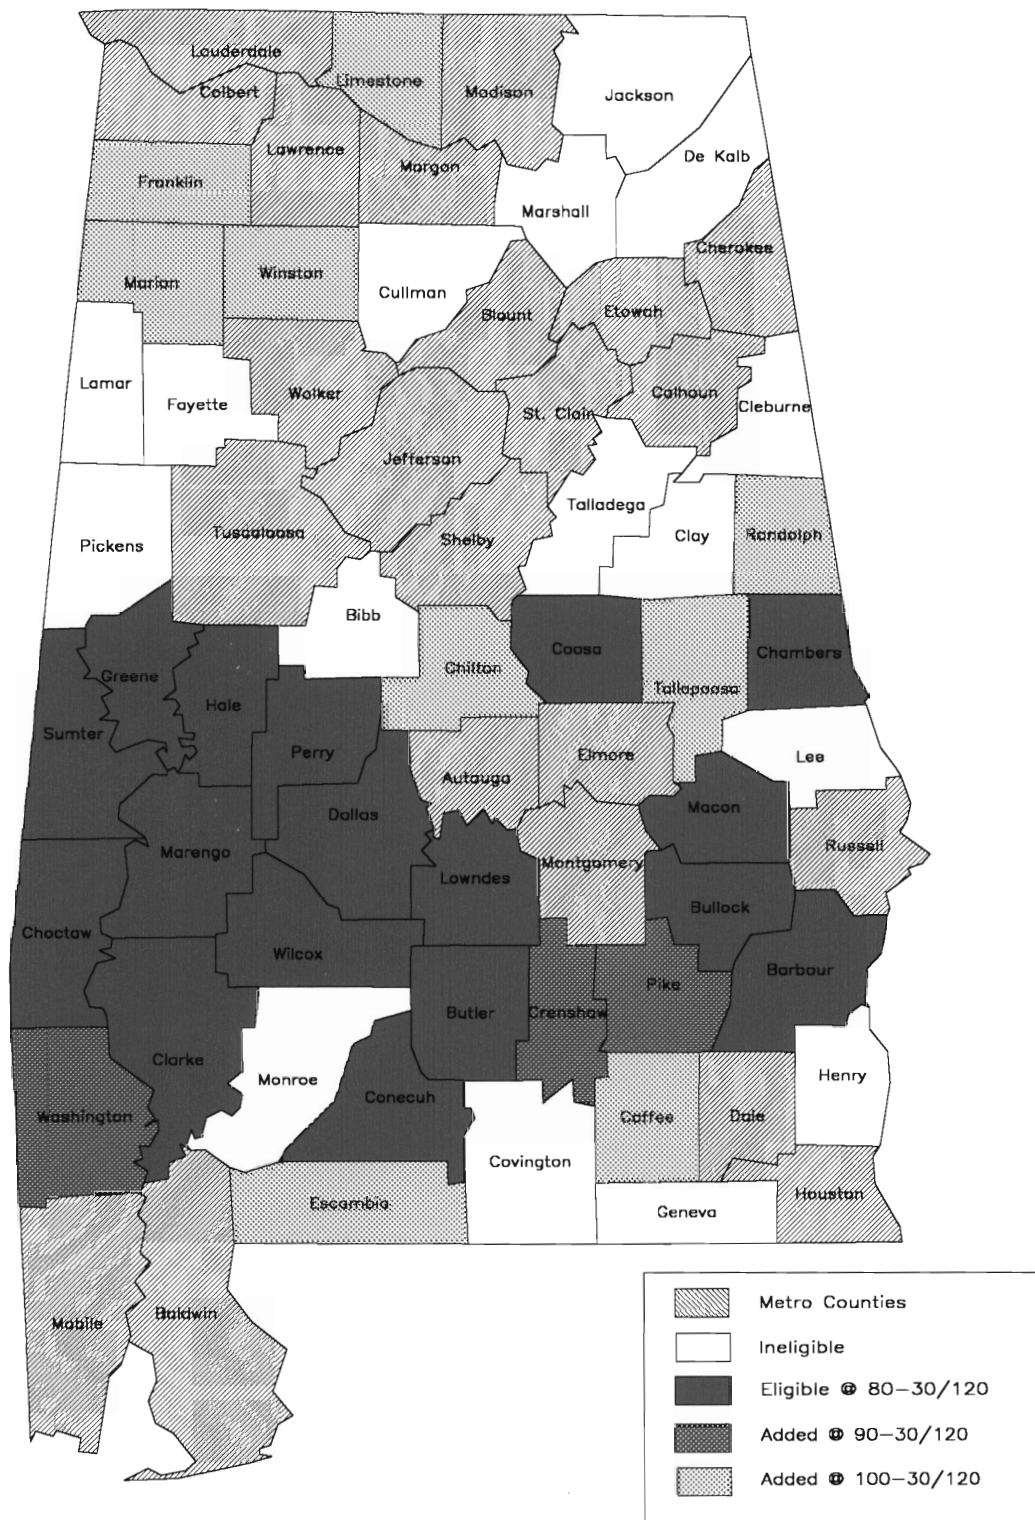 Lauderdale
Limestone
Madison
Jackson
Colbert
Lawrence
Morgan
De Kalb
Franklin
Marshall
Cherokee
Marion
Winston
Cullman
Blount
Etowah
Lamar
Fayette
Walker
St. Clair
Calhoun
Cleburne
Jefferson
Pickens
Tuscaloosa
Shelby
Talladega
Clay
Randolph
Bibb
Greene
Hale
Chilton
Coosa
Tallapoosa
Chambers
Sumter
Perry
Autauga
Elmore
Lee
Dallas
Macon
Marengo
Lowndes
Montgomery
Russell
Choctaw
Wilcox
Bullock
Barbour
Butler
Crenshaw
Pike
Clarke
Monroe
Conecuh
Henry
Washington
Coffee
Dale
Covington
Escambia
Geneva
Houston
Mobile
Baldwin
Metro Counties
Ineligible
Eligible @ 80-30/120
Added @ 90-30/120
Added @ 100-30/120